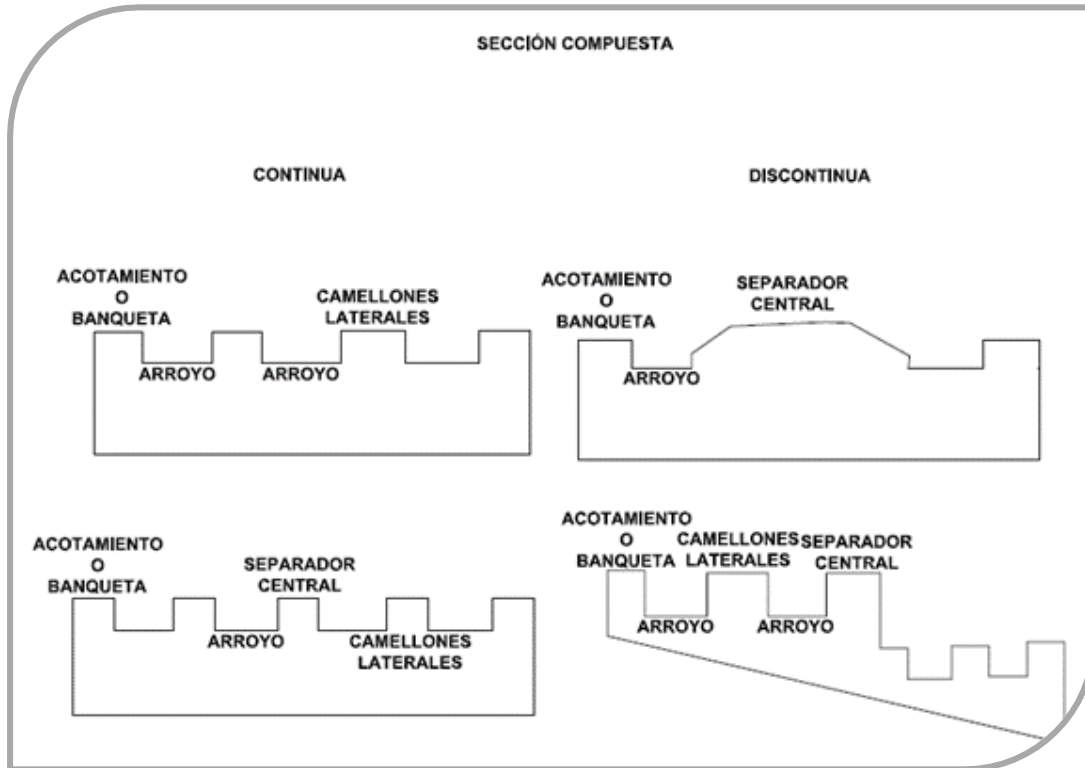 SECCIÓN COMPUESTA
CONTINUA
DISCONTINUA
ACOTAMIENTO
O
BANQUETA
CAMELLONES
LATERALES
ARROYO
ARROYO
ACOTAMIENTO
O
BANQUETA
SEPARADOR
CENTRAL
ARROYO
ACOTAMIENTO
O
BANQUETA
SEPARADOR
CENTRAL
ARROYO
CAMELLONES
LATERALES
ACOTAMIENTO
O
BANQUETA
CAMELLONES
LATERALES
SEPARADOR
CENTRAL
ARROYO
ARROYO